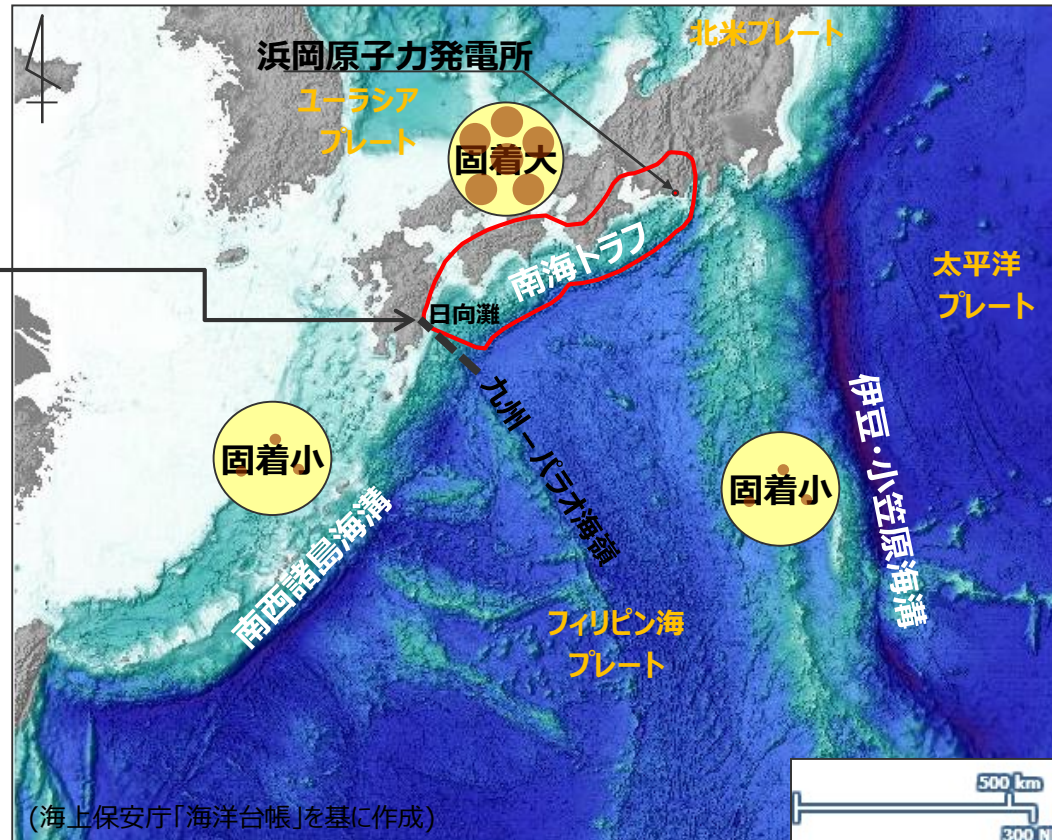 北米プレート
浜岡原子力発電所
ユーラシア
プレート
固着大
南海トラフ
太平洋
プレート
日向灘
九州－パラオ海嶺
伊豆・小笠原海溝
固着小
固着小
南西諸島海溝
フィリピン海
プレート
500 km
300 N
(海上保安庁「海洋台帳」を基に作成)